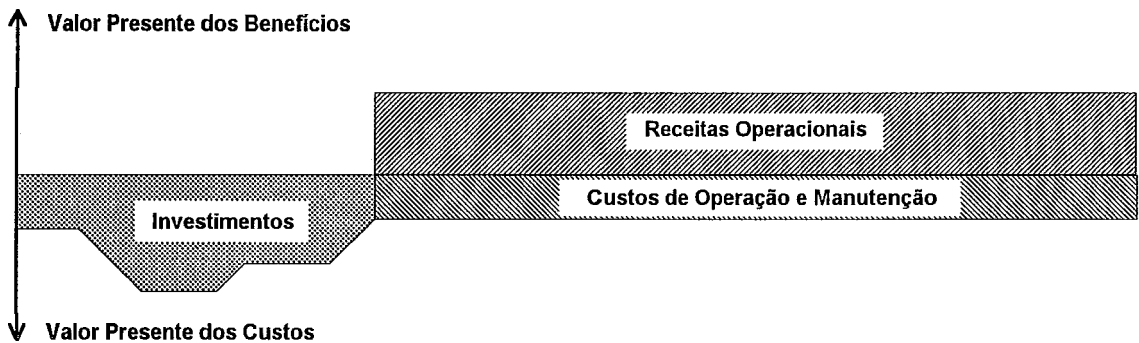 Valor Presente dos Benefícios
Receitas Operacionais
Custos de Operação e Manutenção
Investimentos
Valor Presente dos Custos